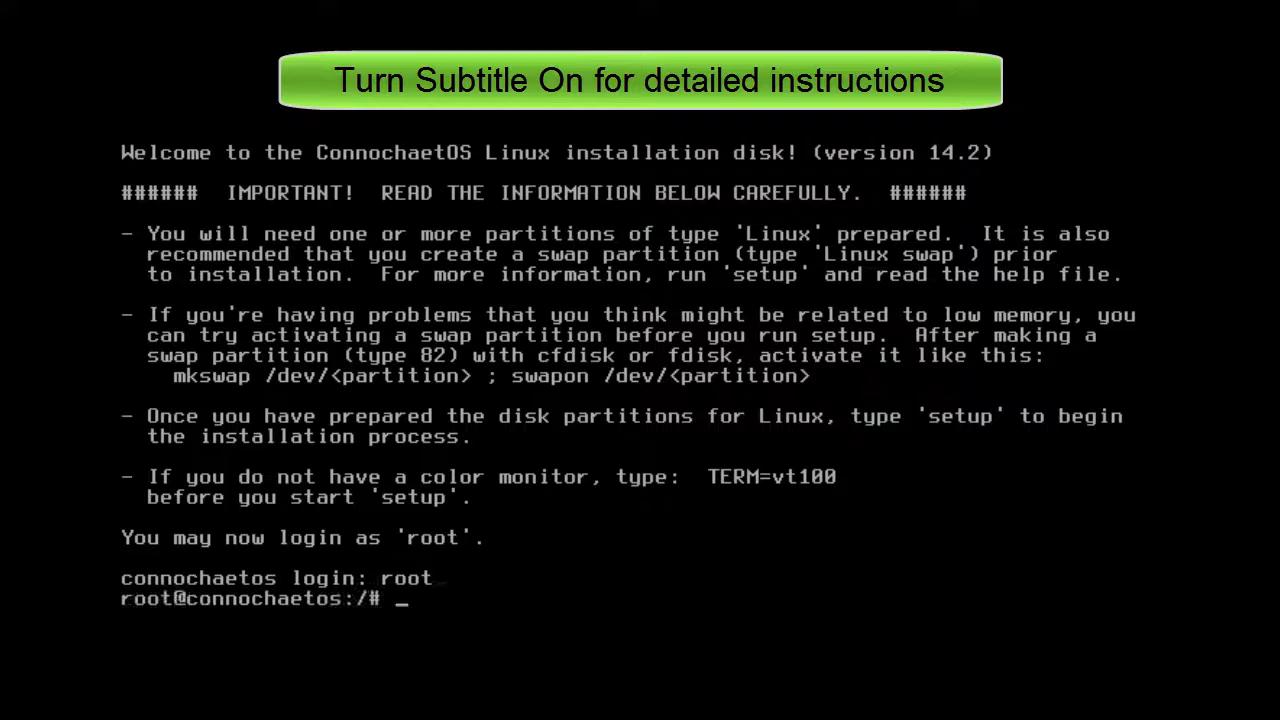 Turn Subtitle On for detailed instructions
Welcome to the ConnochaetOS Linux installation disk! (version 14.2)
###### IMPORTANT! READ THE INFORMATION BELOW CAREFULLY. ######
- You will need one or more partitions of type 'Linux' prepared. It is also
recommended that you create a swap partition (type 'Linux swap') prior
to installation. For more information, run 'setup' and read the help file.
- If you're having problems that you think might be related to low memory, you
can try activating a swap partition before you run setup. After making a
swap partition (type 82) with cfdisk or fdisk, activate it like this:
mkswap /dev/<partition> ; swapon /dev/<partition>
- Once you have prepared the disk partitions for Linux, type 'setup' to begin
the installation process.
- If you do not have a color monitor, type: TERM=vt100
before you start 'setup'.
You may now login as 'root'.
connochaetos login: root
root@connochaetos:/# _